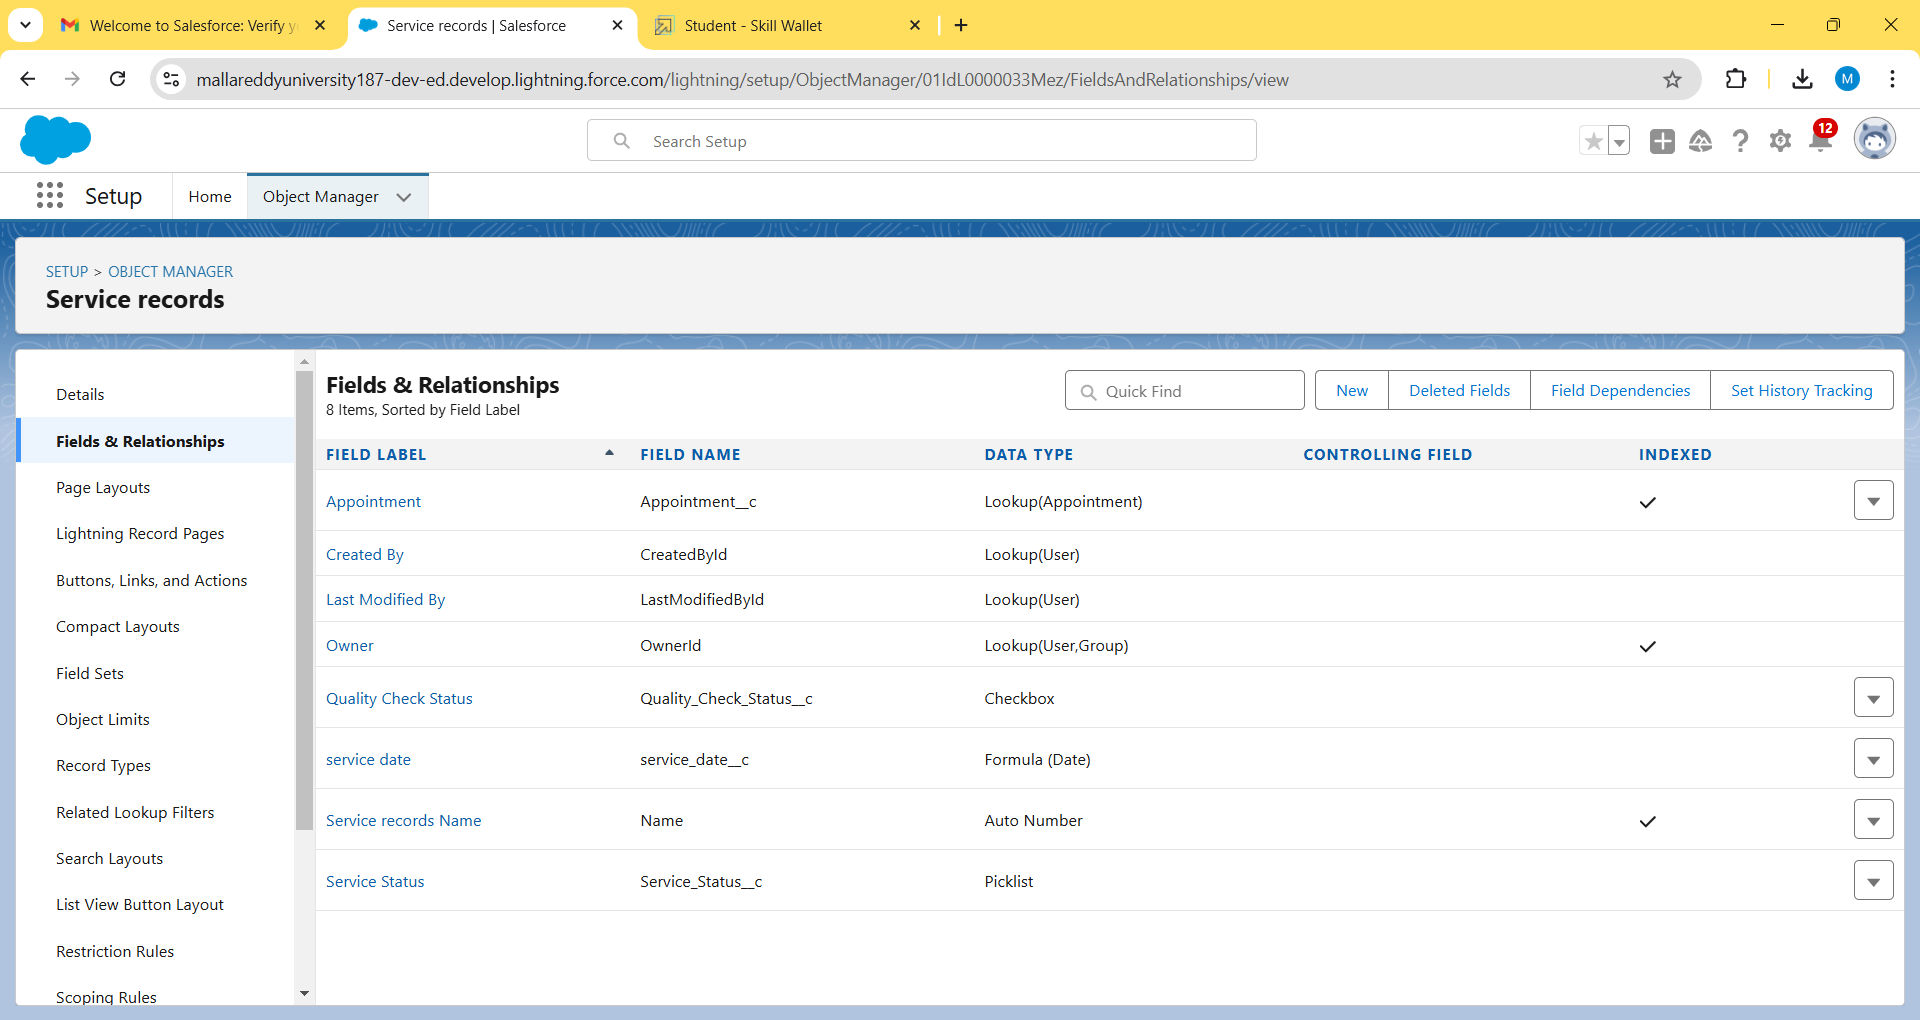 Welcome to Salesforce: Verify y
Service records | Salesforce
Student - Skill Wallet
mallareddyuniversity187-dev-ed.develop.lightning.force.com/lightning/setup/ObjectManager/01IdL0000033Mez/FieldsAndRelationships/view
M
Search Setup
12
Setup
Home
Object Manager
SETUP > OBJECT MANAGER
Service records
Details
Fields & Relationships
Page Layouts
Lightning Record Pages
Buttons, Links, and Actions
Compact Layouts
Field Sets
Object Limits
Record Types
Related Lookup Filters
Search Layouts
List View Button Layout
Restriction Rules
Scoping Rules
Fields & Relationships
8 Items, Sorted by Field Label
Quick Find
New
Deleted Fields
Field Dependencies
Set History Tracking
FIELD LABEL FIELD NAME DATA TYPE CONTROLLING FIELD INDEXED
Appointment Appointment__c Lookup(Appointment)
Created By CreatedById Lookup(User)
Last Modified By LastModifiedById Lookup(User)
Owner OwnerId Lookup(User,Group)
Quality Check Status Quality_Check_Status__c Checkbox
service date service_date__c Formula (Date)
Service records Name Name Auto Number
Service Status Service_Status__c Picklist